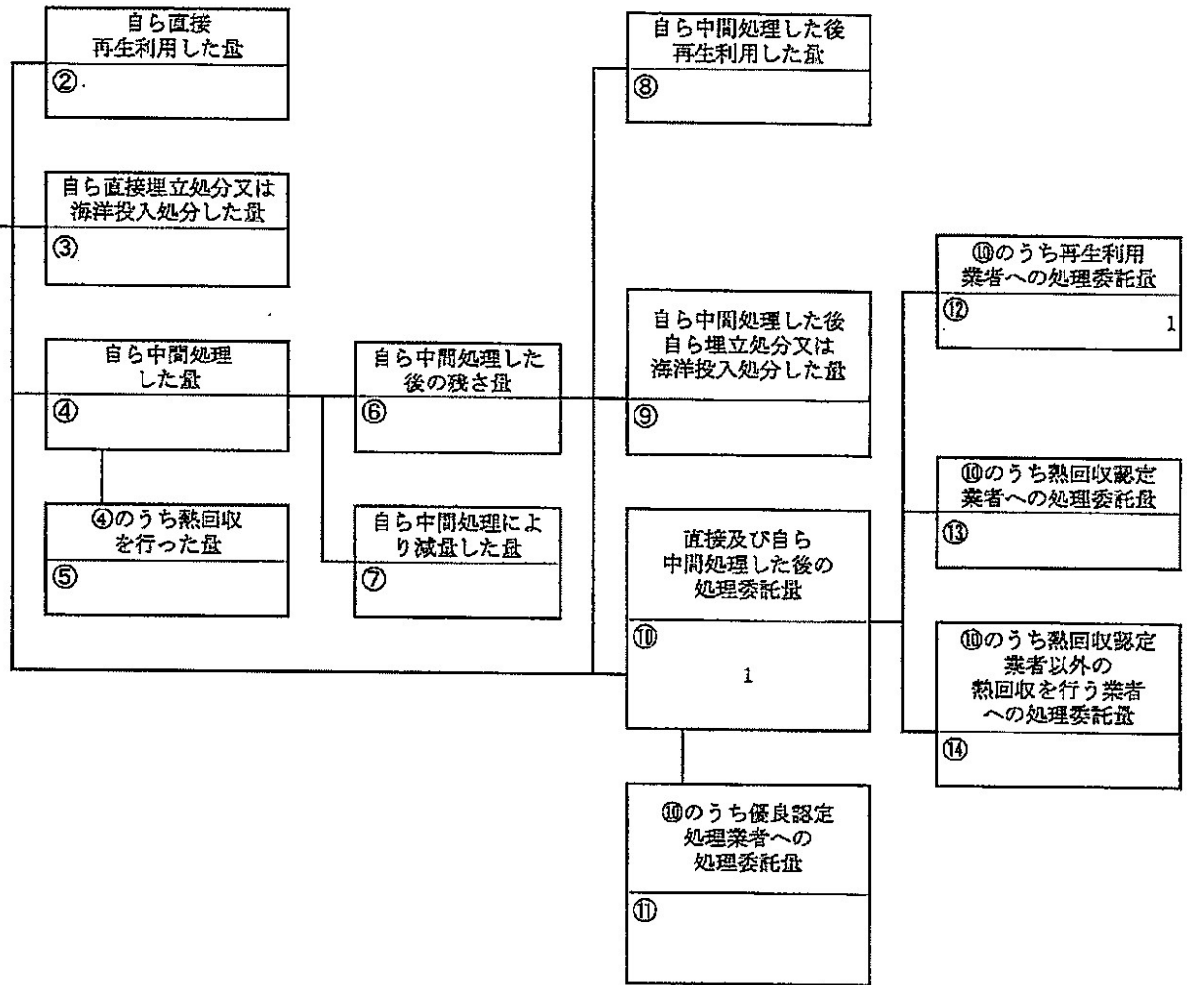 自ら直接
再生利用した量
②
自ら直接埋立処分又は
海洋投入処分した量
③
自ら中間処理
した量
④
④のうち熱回収
を行った量
⑤
自ら中間処理した
後の残さ量
⑥
自ら中間処理によ
り減量した量
⑦
自ら中間処理した後
再生利用した量
⑧
自ら中間処理した後
自ら埋立処分又は
海洋投入処分した量
⑨
直接及び自ら
中間処理した後の
処理委託量
⑩
1
⑩のうち優良認定
処理業者への
処理委託量
⑪
⑩のうち再生利用
業者への処理委託量
⑫
1
⑩のうち熱回収認定
業者への処理委託量
⑬
⑩のうち熱回収認定
業者以外の
熱回収を行う業者
への処理委託量
⑭